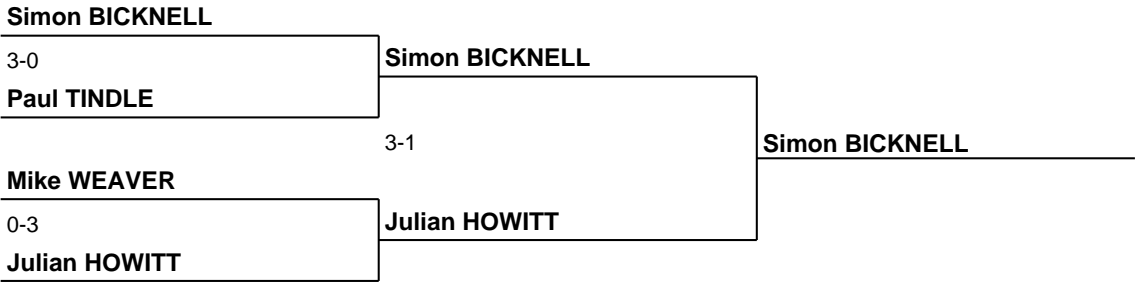 Simon BICKNELL
3-0
Simon BICKNELL
Paul TINDLE
3-1
Simon BICKNELL
Mike WEAVER
0-3
Julian HOWITT
Julian HOWITT